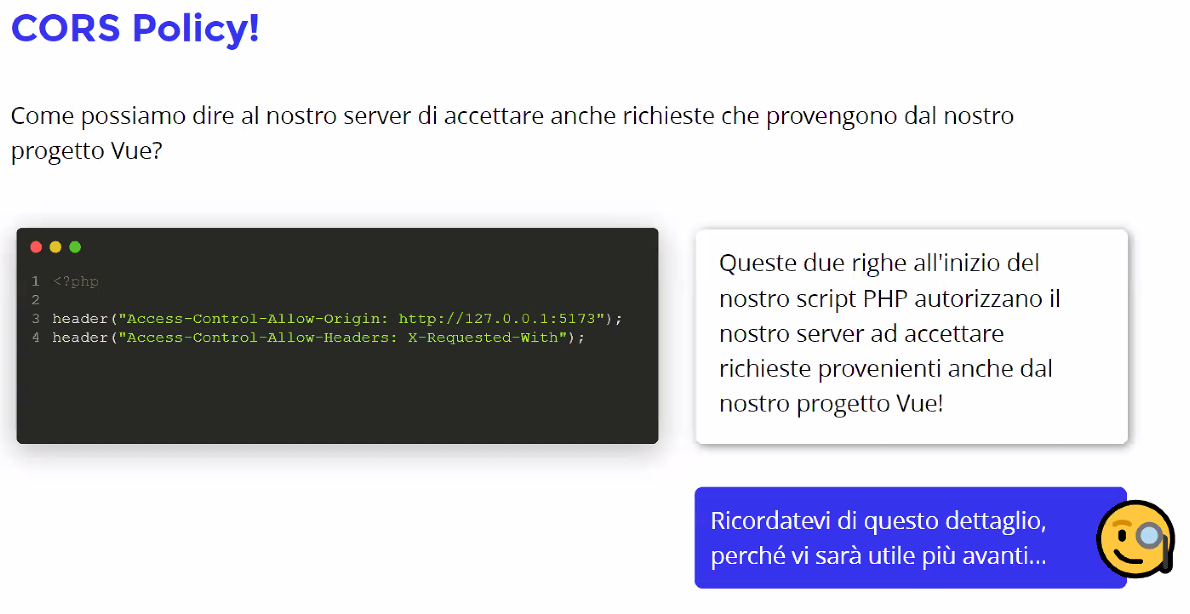 CORS Policy!
Come possiamo dire al nostro server di accettare anche richieste che provengono dal nostro
progetto Vue?
1 <?php
2
3 header("Access-Control-Allow-Origin: http://127.0.0.1:5173");
4 header("Access-Control-Allow-Headers: X-Requested-With");
Queste due righe all'inizio del
nostro script PHP autorizzano il
nostro server ad accettare
richieste provenienti anche dal
nostro progetto Vue!
Ricordatevi di questo dettaglio,
perché vi sarà utile più avanti...